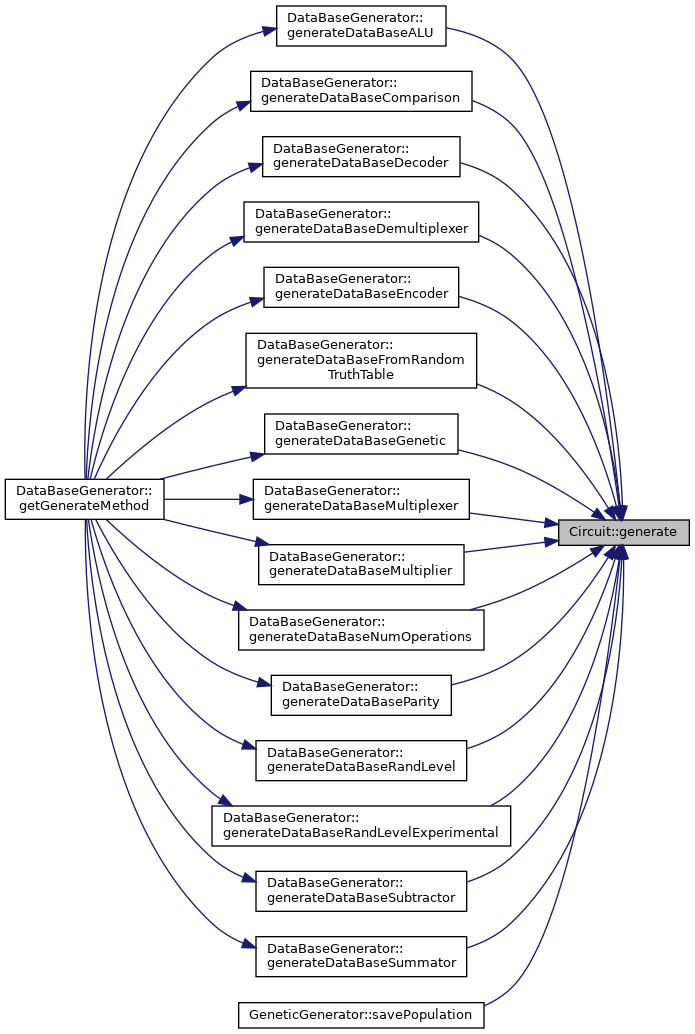 DataBaseGenerator::
generateDataBaseALU
DataBaseGenerator::
generateDataBaseComparison
DataBaseGenerator::
generateDataBaseDecoder
DataBaseGenerator::
generateDataBaseDemultiplexer
DataBaseGenerator::
generateDataBaseEncoder
DataBaseGenerator::
generateDataBaseFromRandom
TruthTable
DataBaseGenerator::
generateDataBaseGenetic
DataBaseGenerator::
getGenerateMethod
DataBaseGenerator::
generateDataBaseMultiplexer
Circuit::generate
DataBaseGenerator::
generateDataBaseMultiplier
DataBaseGenerator::
generateDataBaseNumOperations
DataBaseGenerator::
generateDataBaseParity
DataBaseGenerator::
generateDataBaseRandLevel
DataBaseGenerator::
generateDataBaseRandLevelExperimental
DataBaseGenerator::
generateDataBaseSubtractor
DataBaseGenerator::
generateDataBaseSummator
GeneticGenerator::savePopulation